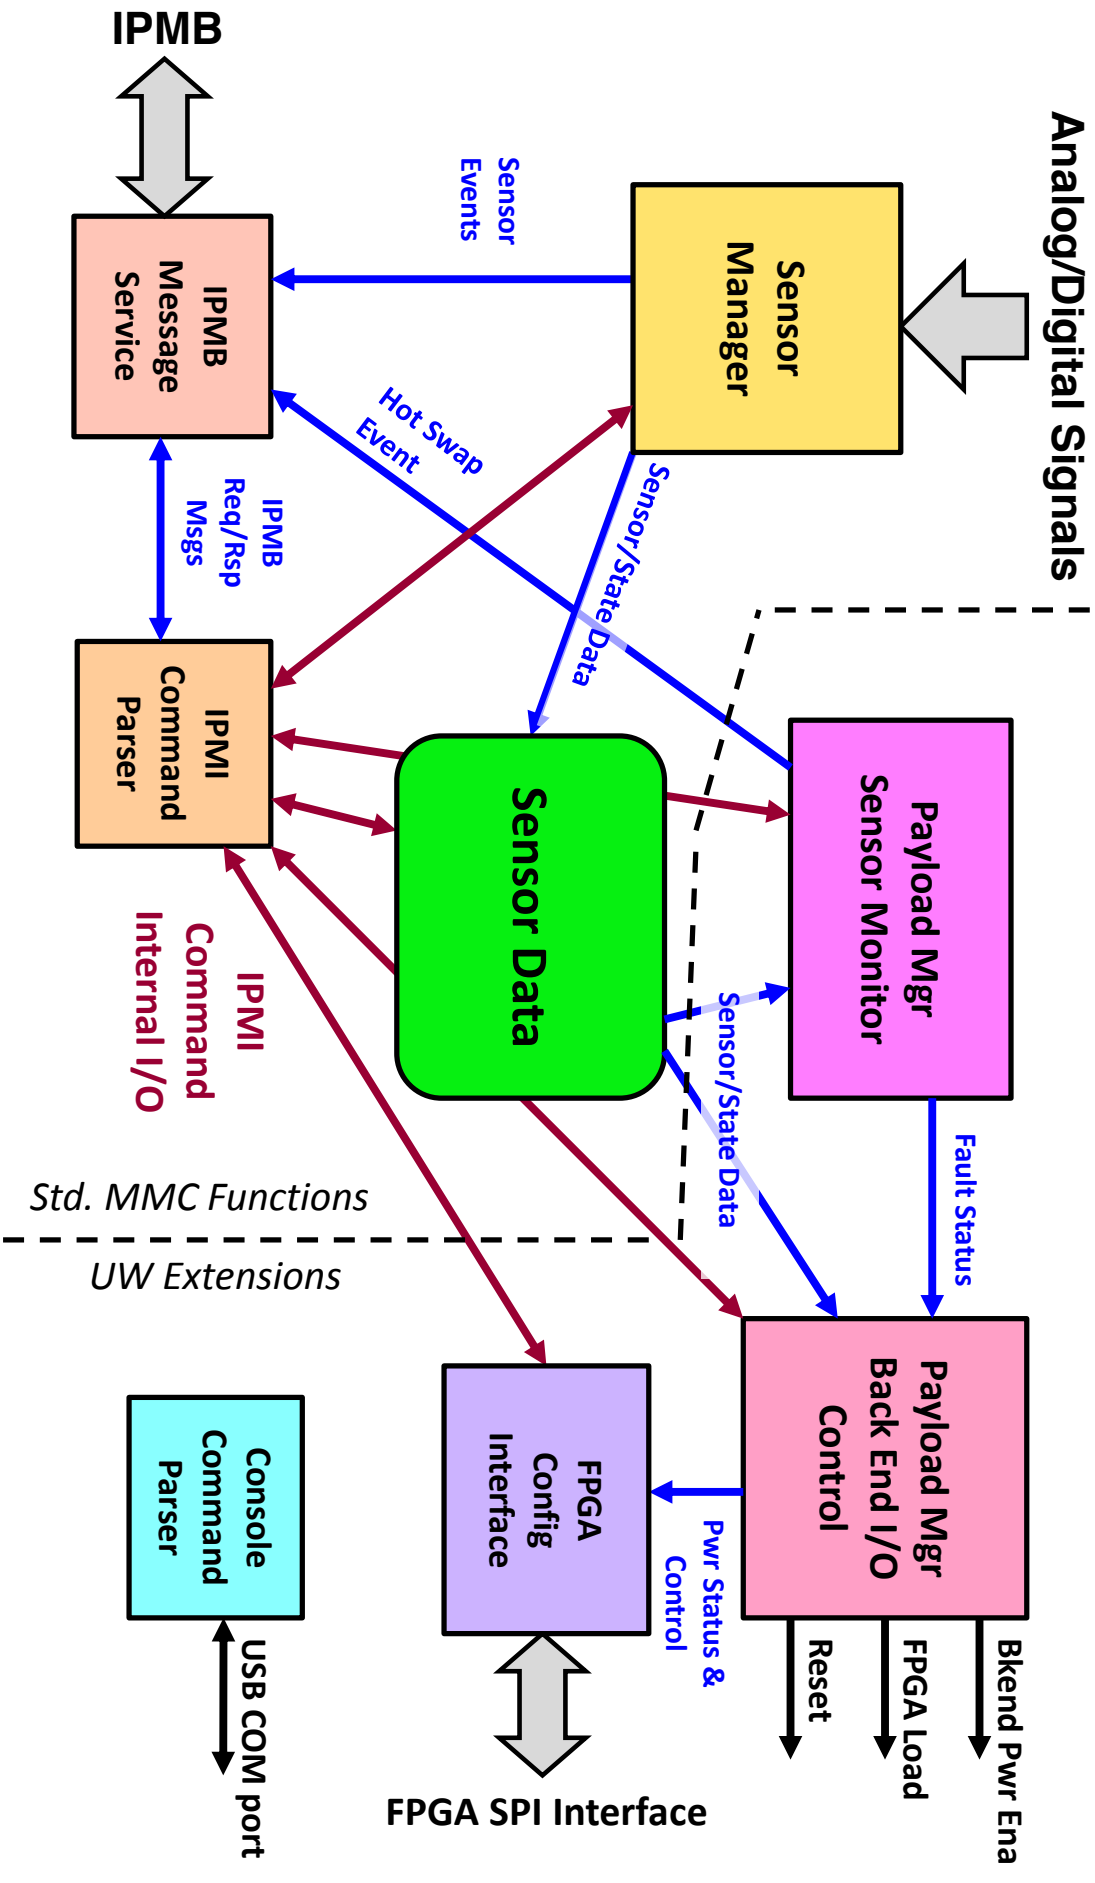 IPMB
Analog/Digital Signals
Sensor
Events
Sensor
Manager
IPMB
Message
Service
Hot Swap
Event
Sensor/State Data
IPMB
Req/Rsp
Msgs
IPMI
Command
Parser
Sensor Data
Payload Mgr
Sensor Monitor
IPMI
Command
Internal I/O
Sensor/State Data
Fault Status
Std. MMC Functions
UW Extensions
Payload Mgr
Back End I/O
Control
FPGA
Config
Interface
Console
Command
Parser
Pwr Status &
Control
Bkend Pwr Ena
FPGA Load
Reset
USB COM port
FPGA SPI Interface